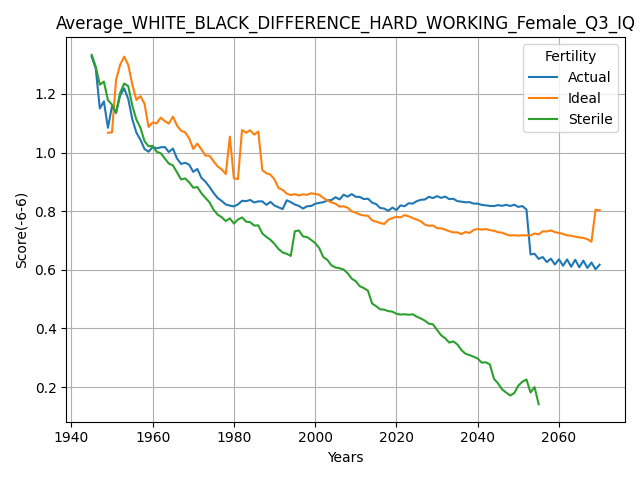 Average_WHITE_BLACK_DIFFERENCE_HARD_WORKING_Female_Q3_IQ
Fertility
Actual
Ideal
Sterile
Score(-6-6)
1.2
1.0
0.8
0.6
0.4
0.2
1940 1960 1980 2000 2020 2040 2060
Years